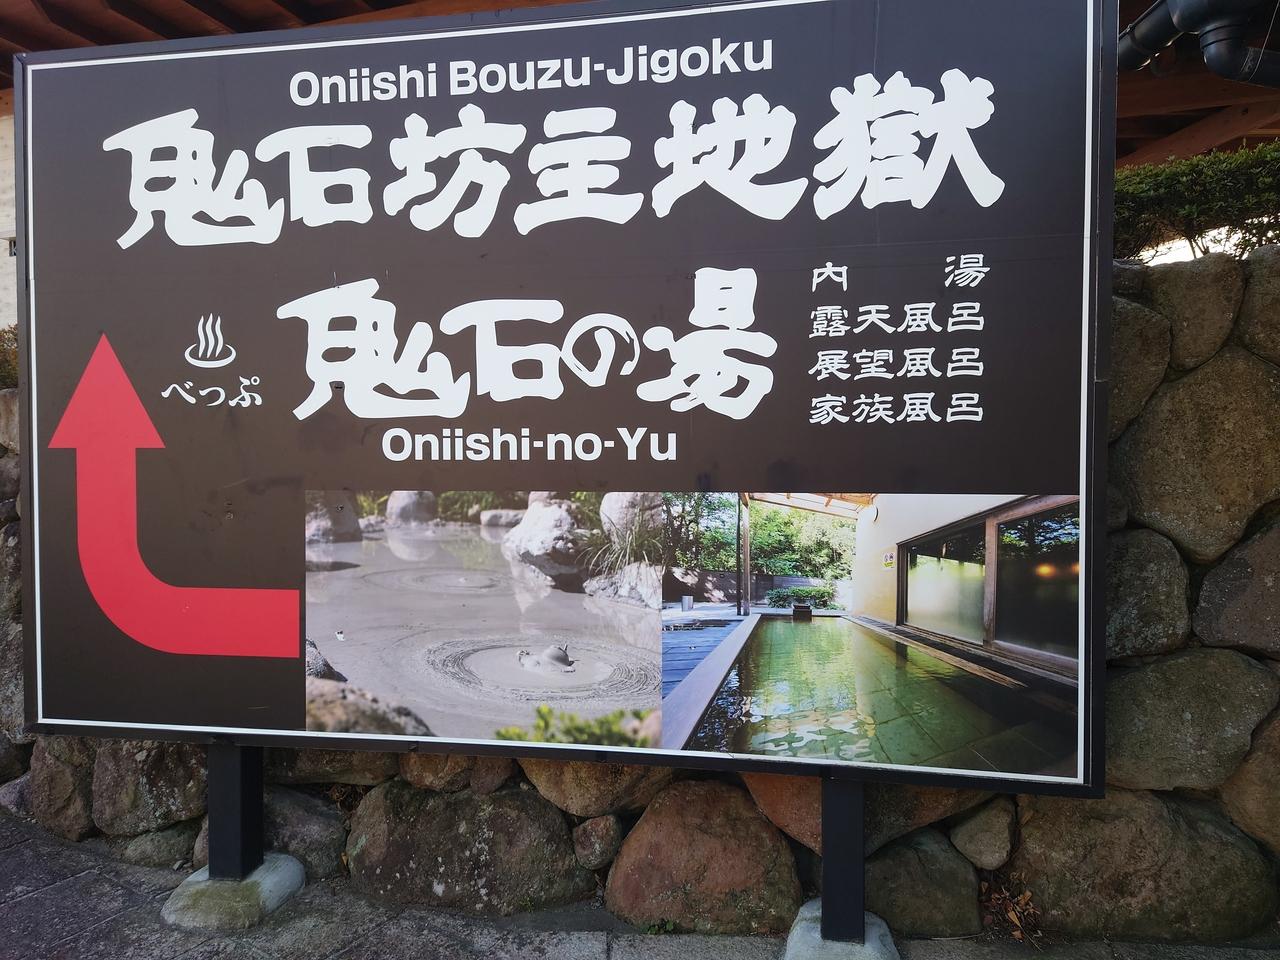 Oniishi Bouzu-Jigoku
鬼石坊主地獄
べっぷ
鬼石の湯
Oniishi-no-Yu
内湯
露天風呂
展望風呂
家族風呂